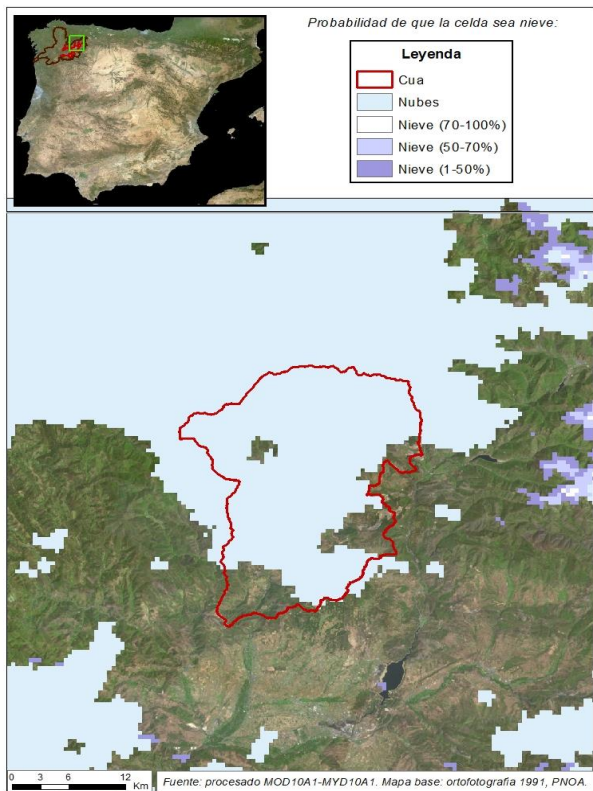 Probabilidad de que la celda sea nieve:
Leyenda
Cua
Nubes
Nieve (70-100%)
Nieve (50-70%)
Nieve (1-50%)
0 3 6 12
Km
Fuente: procesado MOD10A1-MYD10A1. Mapa base: ortofotografia 1991, PNOA.